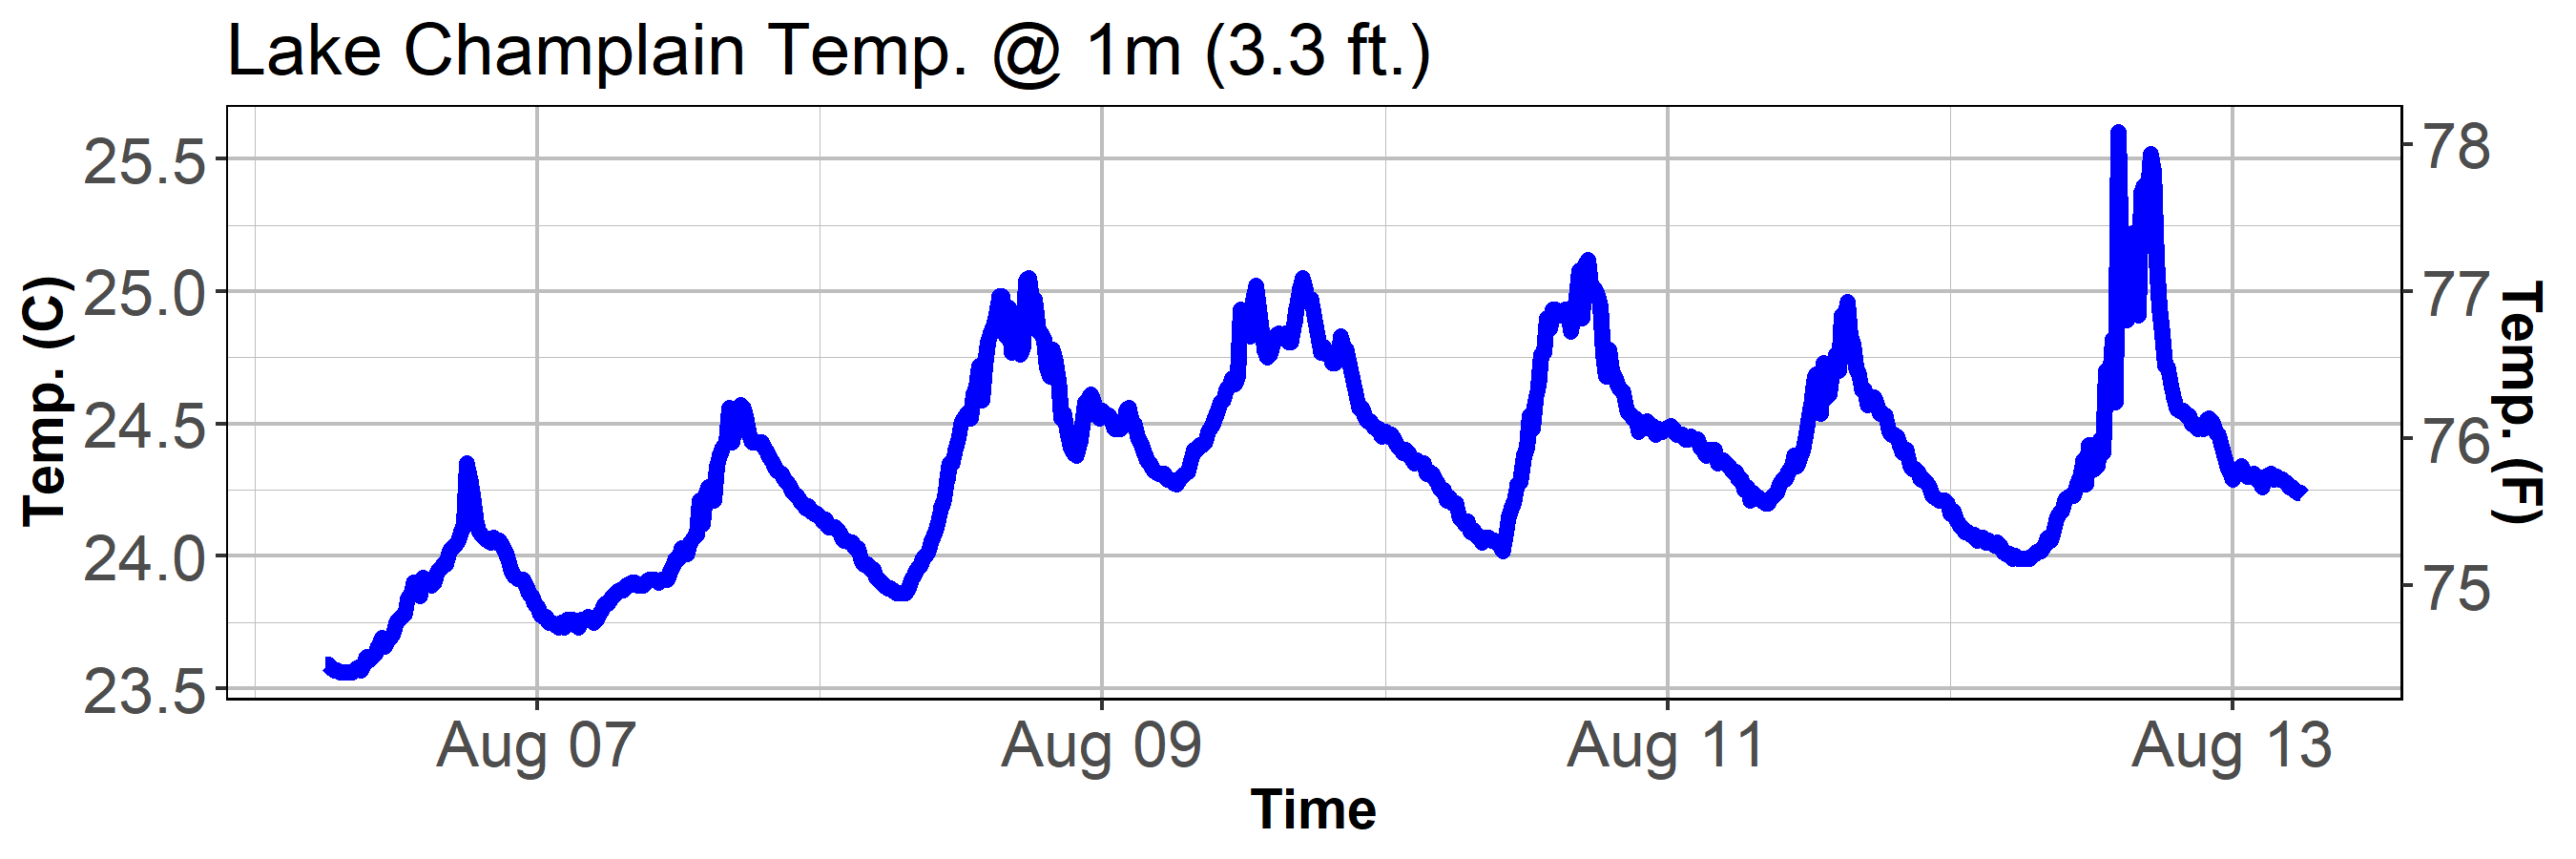 Lake Champlain Temp. @ 1m (3.3 ft.)
Temp. (C)
25.5
25.0
24.5
24.0
23.5
78
77
76
75
Temp. (F)
Aug 07 Aug 09 Aug 11 Aug 13
Time